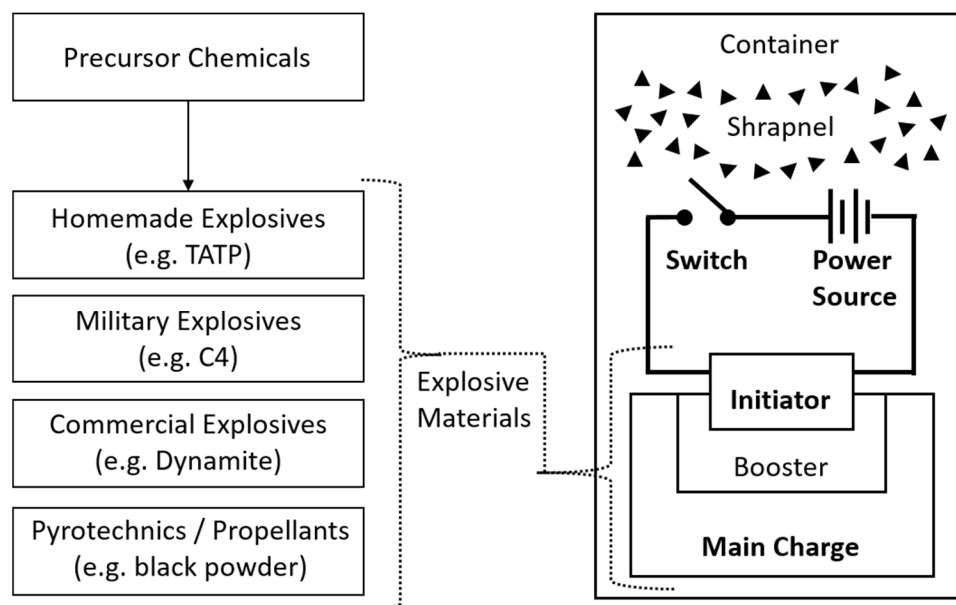 Precursor Chemicals
Homemade Explosives
(e.g. TATP)
Military Explosives
(e.g. C4)
Commercial Explosives
(e.g. Dynamite)
Pyrotechnics / Propellants
(e.g. black powder)
Explosive
Materials
Container
Shrapnel
Switch
Power
Source
Initiator
Booster
Main Charge